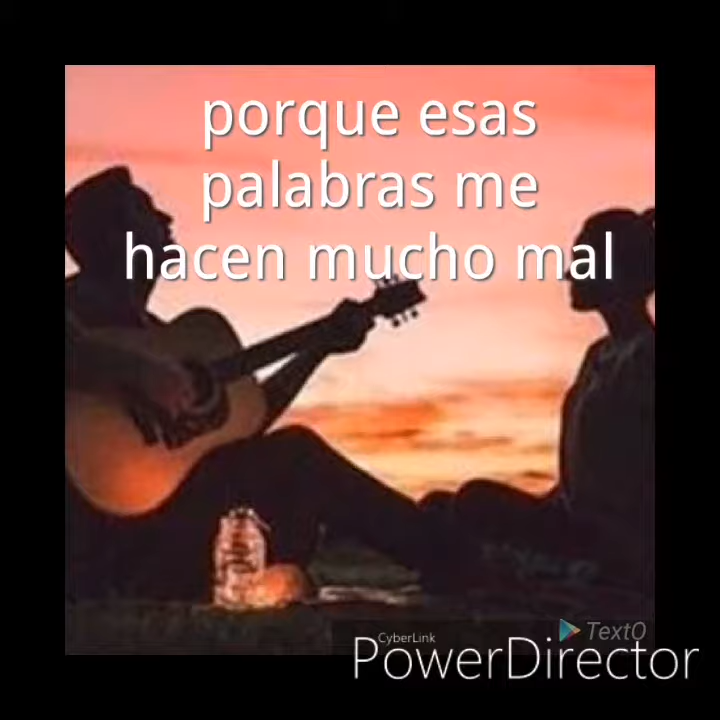 porque esas
palabras me
hacen mucho mal
TextO
CyberLink
PowerDirector